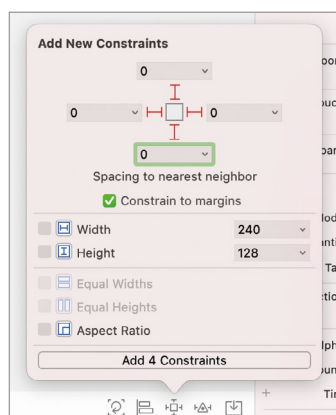 Add New Constraints
0
0 0
0
Spacing to nearest neighbor
Constrain to margins
Width 240
Height 128
Equal Widths
Equal Heights
Aspect Ratio
Add 4 Constraints